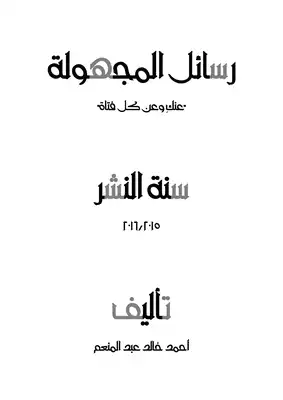 رسائل المجهولة
"عنكِ وعن كل فتاة"
سنة النشر
٢٠١٥/٢٠١٦
تأليف
أحمد خالد عبد المنعم